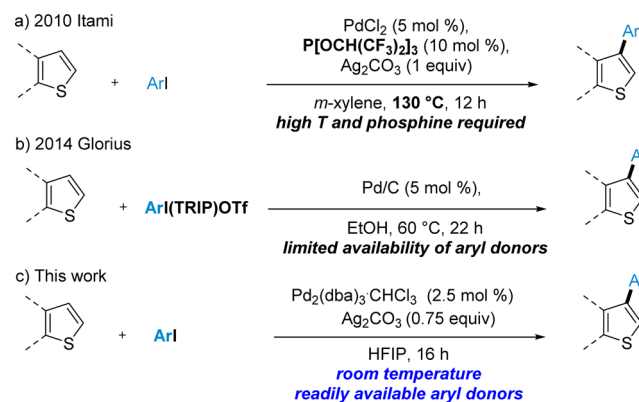 a) 2010 Itami
PdCl₂ (5 mol %),
P[OCH(CF₃)₂]₃ (10 mol %),
Ag₂CO₃ (1 equiv)
S
+
ArI
m-xylene, 130 °C, 12 h
high T and phosphine required
Ar
S
b) 2014 Glorius
Pd/C (5 mol %),
S
+
ArI(TRIP)OTf
EtOH, 60 °C, 22 h
limited availability of aryl donors
S
c) This work
Pd₂(dba)₃·CHCl₃ (2.5 mol %)
Ag₂CO₃ (0.75 equiv)
S
+
ArI
HFIP, 16 h
room temperature
readily available aryl donors
S